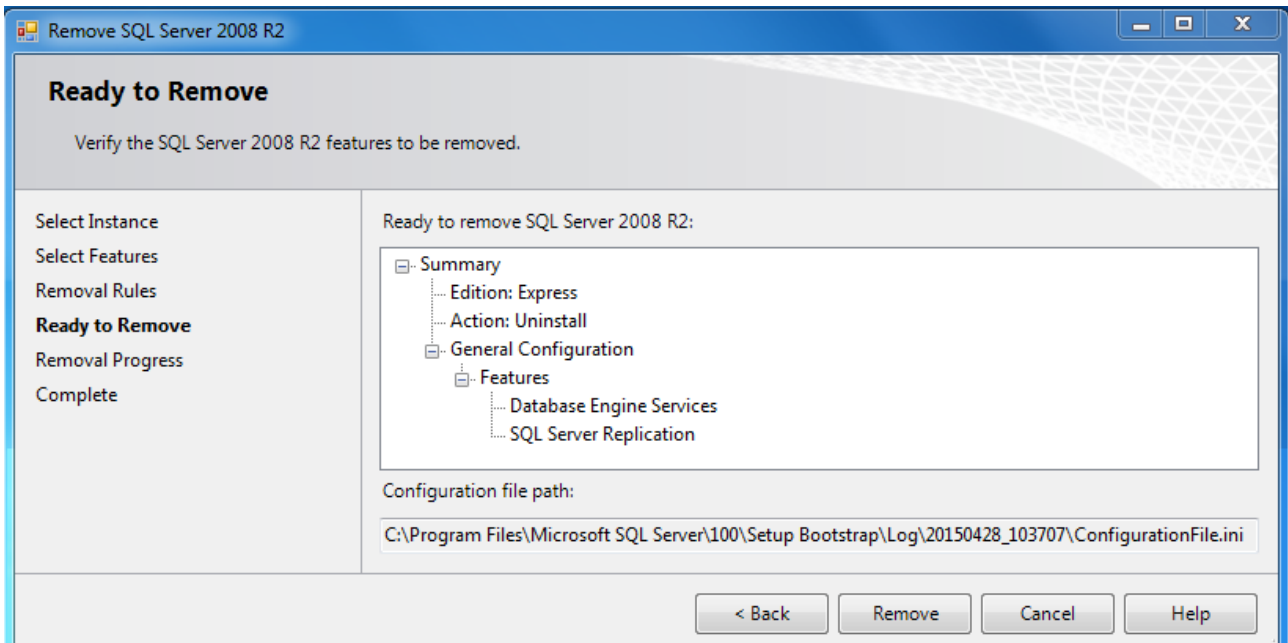 Remove SQL Server 2008 R2
Ready to Remove
Verify the SQL Server 2008 R2 features to be removed.
Select Instance
Select Features
Removal Rules
Ready to Remove
Removal Progress
Complete
Ready to remove SQL Server 2008 R2:
Summary
Edition: Express
Action: Uninstall
General Configuration
Features
Database Engine Services
SQL Server Replication
Configuration file path:
C:\Program Files\Microsoft SQL Server\100\Setup Bootstrap\Log\20150428_103707\ConfigurationFile.ini
< Back Remove Cancel Help